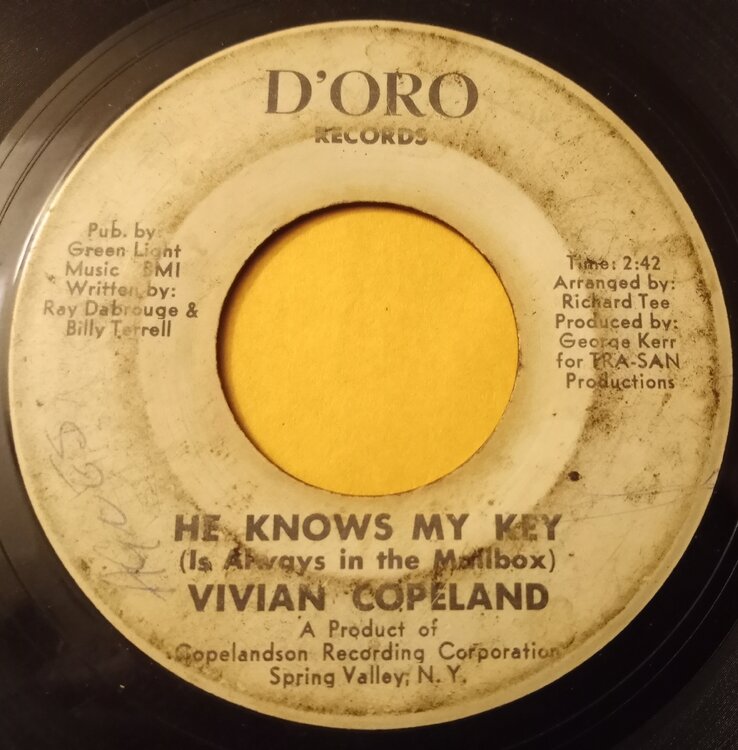 D'ORO
RECORDS
Pub. by:
Green Light
Music BMI
Written by:
Ray Dabrouge &
Billy Terrell
Time: 2:42
Arranged by:
Richard Tee
Produced by:
George Kerr
for TRA-SAN
Productions
HE KNOWS MY KEY
(Is Always in the Mailbox)
VIVIAN COPELAND
A Product of
Copelandson Recording Corporation
Spring Valley, N. Y.